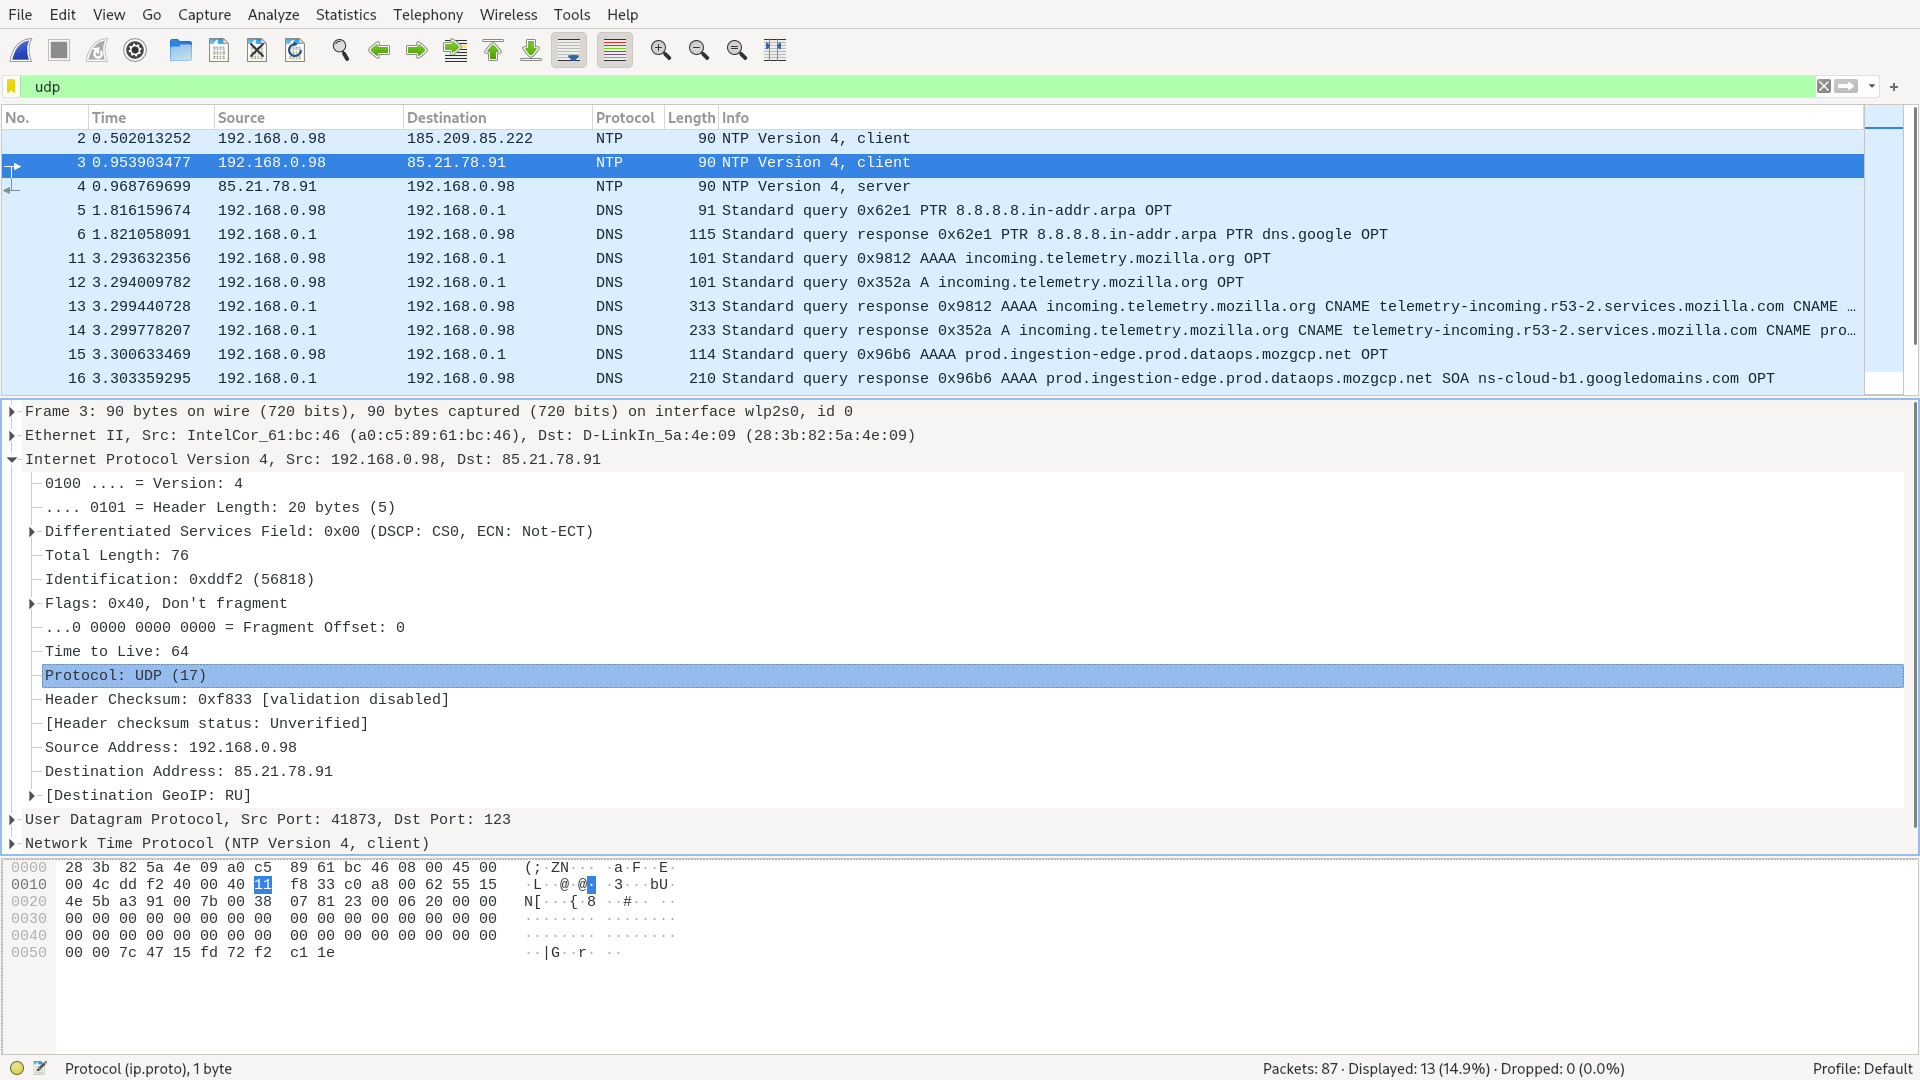 File Edit View Go Capture Analyze Statistics Telephony Wireless Tools Help
udp
No. Time Source Destination Protocol Length Info
2 0.502013252 192.168.0.98 185.209.85.222 NTP 90 NTP Version 4, client
3 0.953903477 192.168.0.98 85.21.78.91 NTP 90 NTP Version 4, client
4 0.968769699 85.21.78.91 192.168.0.98 NTP 90 NTP Version 4, server
5 1.816159674 192.168.0.98 192.168.0.1 DNS 91 Standard query 0x62e1 PTR 8.8.8.8.in-addr.arpa OPT
6 1.821058091 192.168.0.1 192.168.0.98 DNS 115 Standard query response 0x62e1 PTR 8.8.8.8.in-addr.arpa PTR dns.google OPT
11 3.293632356 192.168.0.98 192.168.0.1 DNS 101 Standard query 0x9812 AAAA incoming.telemetry.mozilla.org OPT
12 3.294009782 192.168.0.98 192.168.0.1 DNS 101 Standard query 0x352a A incoming.telemetry.mozilla.org OPT
13 3.299440728 192.168.0.1 192.168.0.98 DNS 313 Standard query response 0x9812 AAAA incoming.telemetry.mozilla.org CNAME telemetry-incoming.r53-2.services.mozilla.com CNAME …
14 3.299778207 192.168.0.1 192.168.0.98 DNS 233 Standard query response 0x352a A incoming.telemetry.mozilla.org CNAME telemetry-incoming.r53-2.services.mozilla.com CNAME pro…
15 3.300633469 192.168.0.98 192.168.0.1 DNS 114 Standard query 0x96b6 AAAA prod.ingestion-edge.prod.dataops.mozgcp.net OPT
16 3.303359295 192.168.0.1 192.168.0.98 DNS 210 Standard query response 0x96b6 AAAA prod.ingestion-edge.prod.dataops.mozgcp.net SOA ns-cloud-b1.googledomains.com OPT
Frame 3: 90 bytes on wire (720 bits), 90 bytes captured (720 bits) on interface wlp2s0, id 0
Ethernet II, Src: IntelCor_61:bc:46 (a0:c5:89:61:bc:46), Dst: D-LinkIn_5a:4e:09 (28:3b:82:5a:4e:09)
Internet Protocol Version 4, Src: 192.168.0.98, Dst: 85.21.78.91
0100 .... = Version: 4
.... 0101 = Header Length: 20 bytes (5)
Differentiated Services Field: 0x00 (DSCP: CS0, ECN: Not-ECT)
Total Length: 76
Identification: 0xddf2 (56818)
Flags: 0x40, Don't fragment
...0 0000 0000 0000 = Fragment Offset: 0
Time to Live: 64
Protocol: UDP (17)
Header Checksum: 0xf833 [validation disabled]
[Header checksum status: Unverified]
Source Address: 192.168.0.98
Destination Address: 85.21.78.91
[Destination GeoIP: RU]
User Datagram Protocol, Src Port: 41873, Dst Port: 123
Network Time Protocol (NTP Version 4, client)
0000 28 3b 82 5a 4e 09 a0 c5 89 61 bc 46 08 00 45 00 (;·ZN··· ·a·F··E·
0010 00 4c dd f2 40 00 40 11 f8 33 c0 a8 00 62 55 15 ·L··@·@· ·3···bU·
0020 4e 5b a3 91 00 7b 00 38 07 81 23 00 06 20 00 00 N[···{·8 ··#·· ··
0030 00 00 00 00 00 00 00 00 00 00 00 00 00 00 00 00 ········ ········
0040 00 00 00 00 00 00 00 00 00 00 00 00 00 00 00 00 ········ ········
0050 00 00 7c 47 15 fd 72 f2 c1 1e ··|G··r· ··
Protocol (ip.proto), 1 byte Packets: 87 · Displayed: 13 (14.9%) · Dropped: 0 (0.0%) Profile: Default